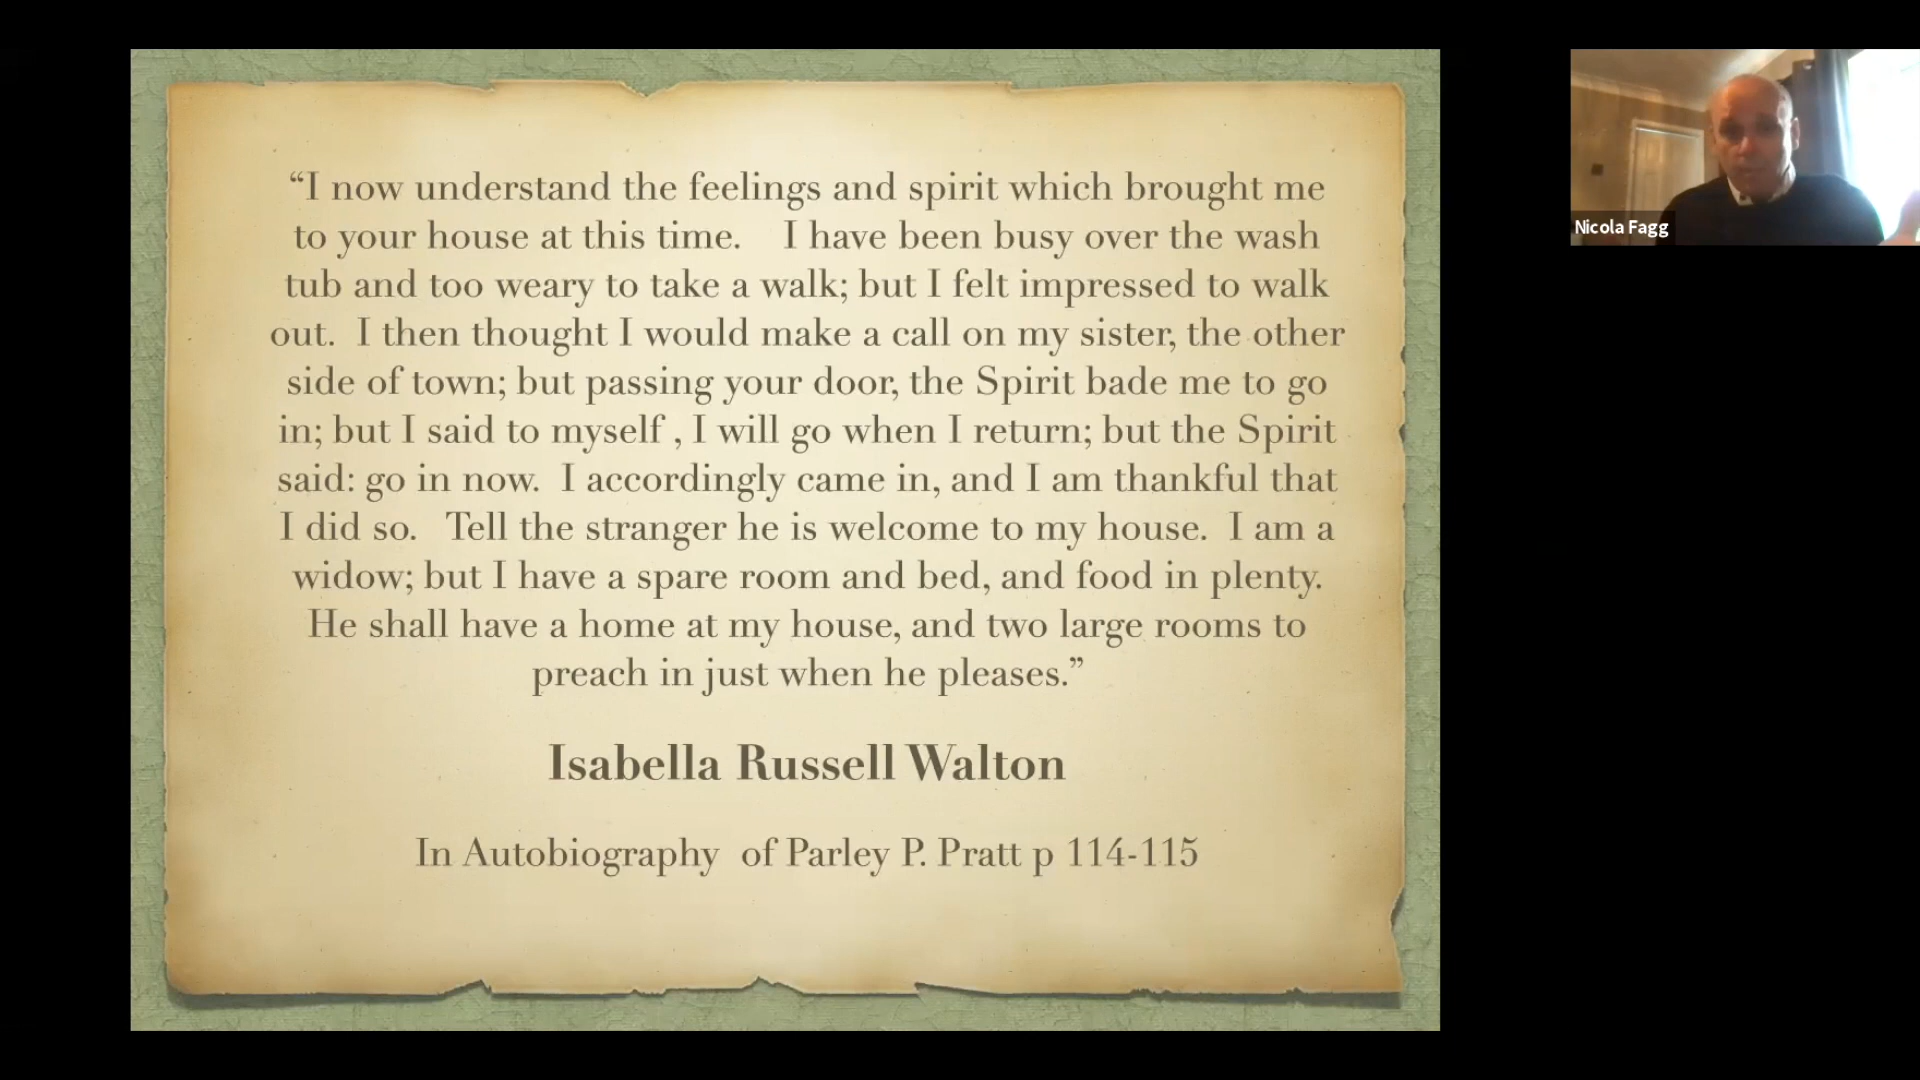 “I now understand the feelings and spirit which brought me
to your house at this time.    I have been busy over the wash
tub and too weary to take a walk; but I felt impressed to walk
out.  I then thought I would make a call on my sister, the other
side of town; but passing your door, the Spirit bade me to go
in; but I said to myself , I will go when I return; but the Spirit
said: go in now.  I accordingly came in, and I am thankful that
I did so.   Tell the stranger he is welcome to my house.  I am a
widow; but I have a spare room and bed, and food in plenty.
He shall have a home at my house, and two large rooms to
preach in just when he pleases.”
Isabella Russell Walton
In Autobiography  of Parley P. Pratt p 114-115
Nicola Fagg